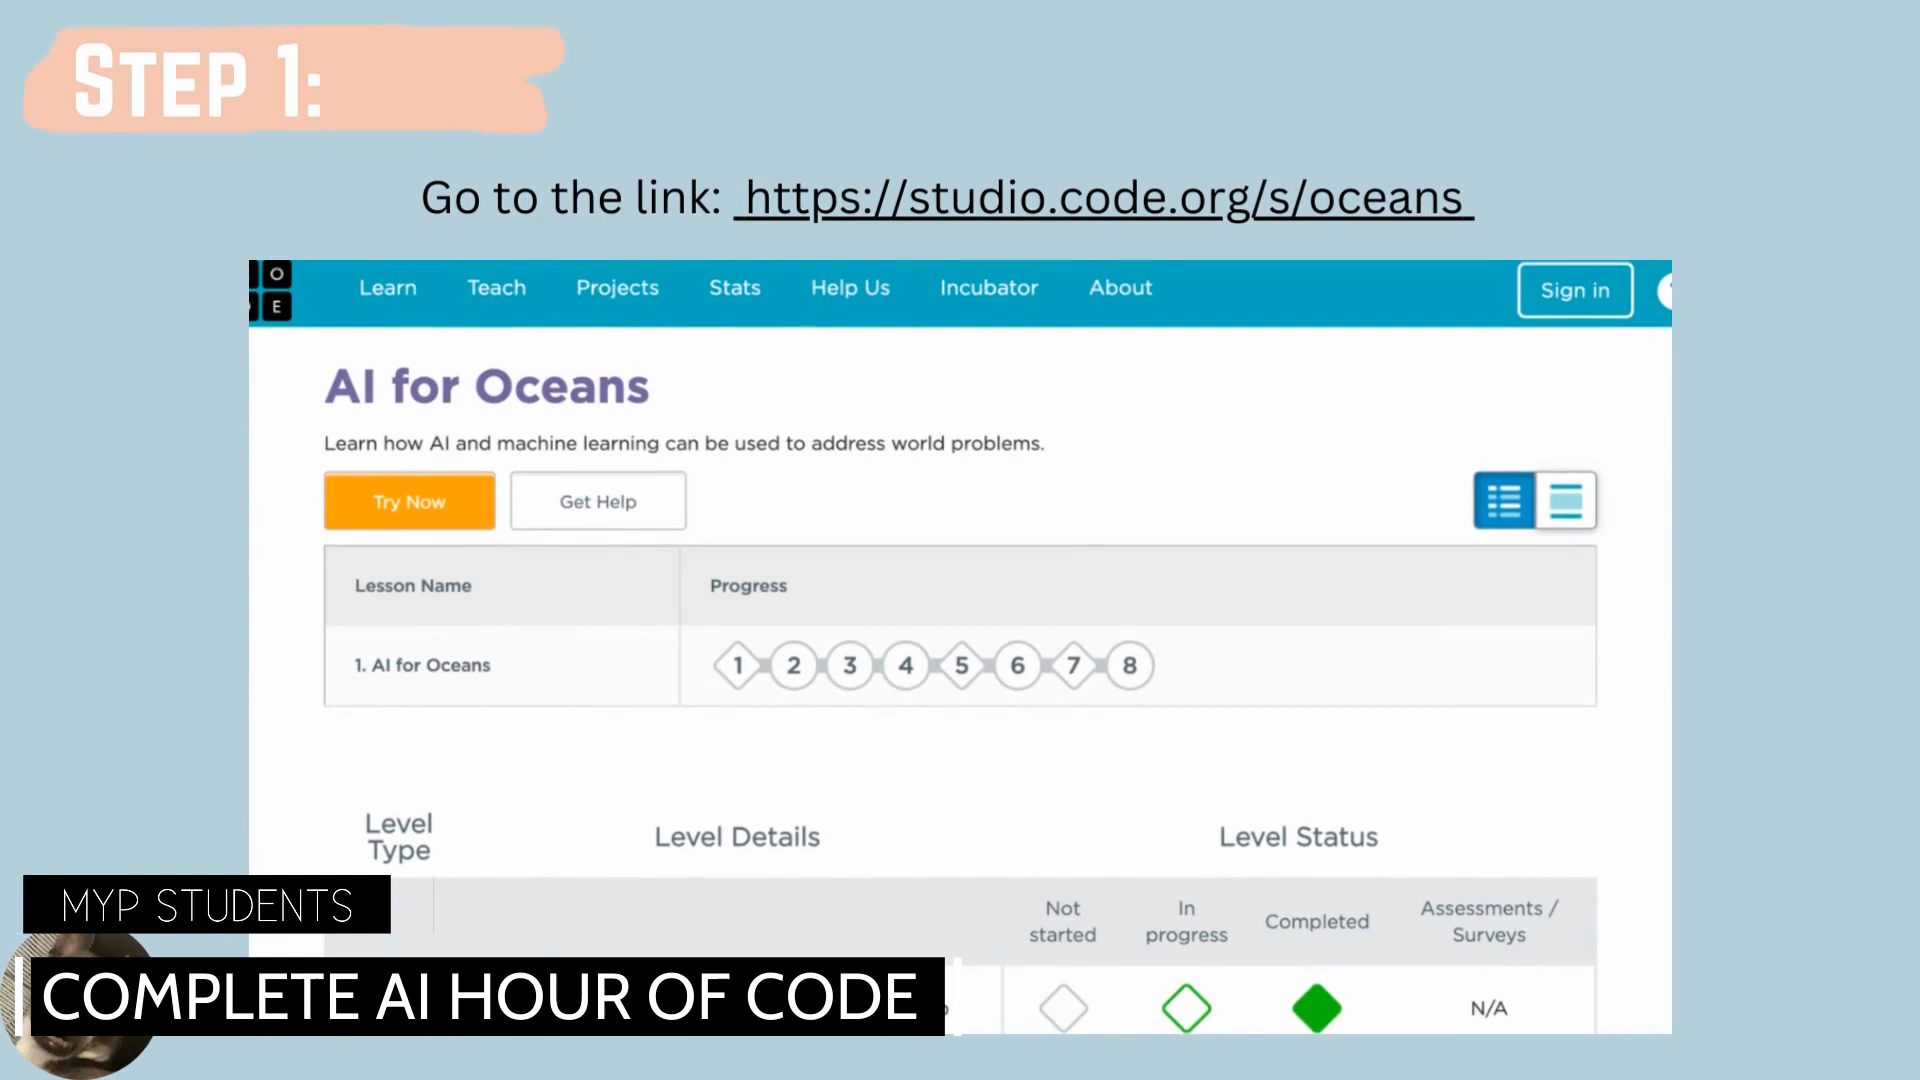 STEP 1:
Go to the link: https://studio.code.org/s/oceans
O
E
Learn Teach Projects Stats Help Us Incubator About Sign in
AI for Oceans
Learn how AI and machine learning can be used to address world problems.
Try Now Get Help
Lesson Name Progress
1. AI for Oceans 1 2 3 4 5 6 7 8
Level Type Level Details Level Status
Not started In progress Completed Assessments / Surveys
N/A
MYP STUDENTS
COMPLETE AI HOUR OF CODE